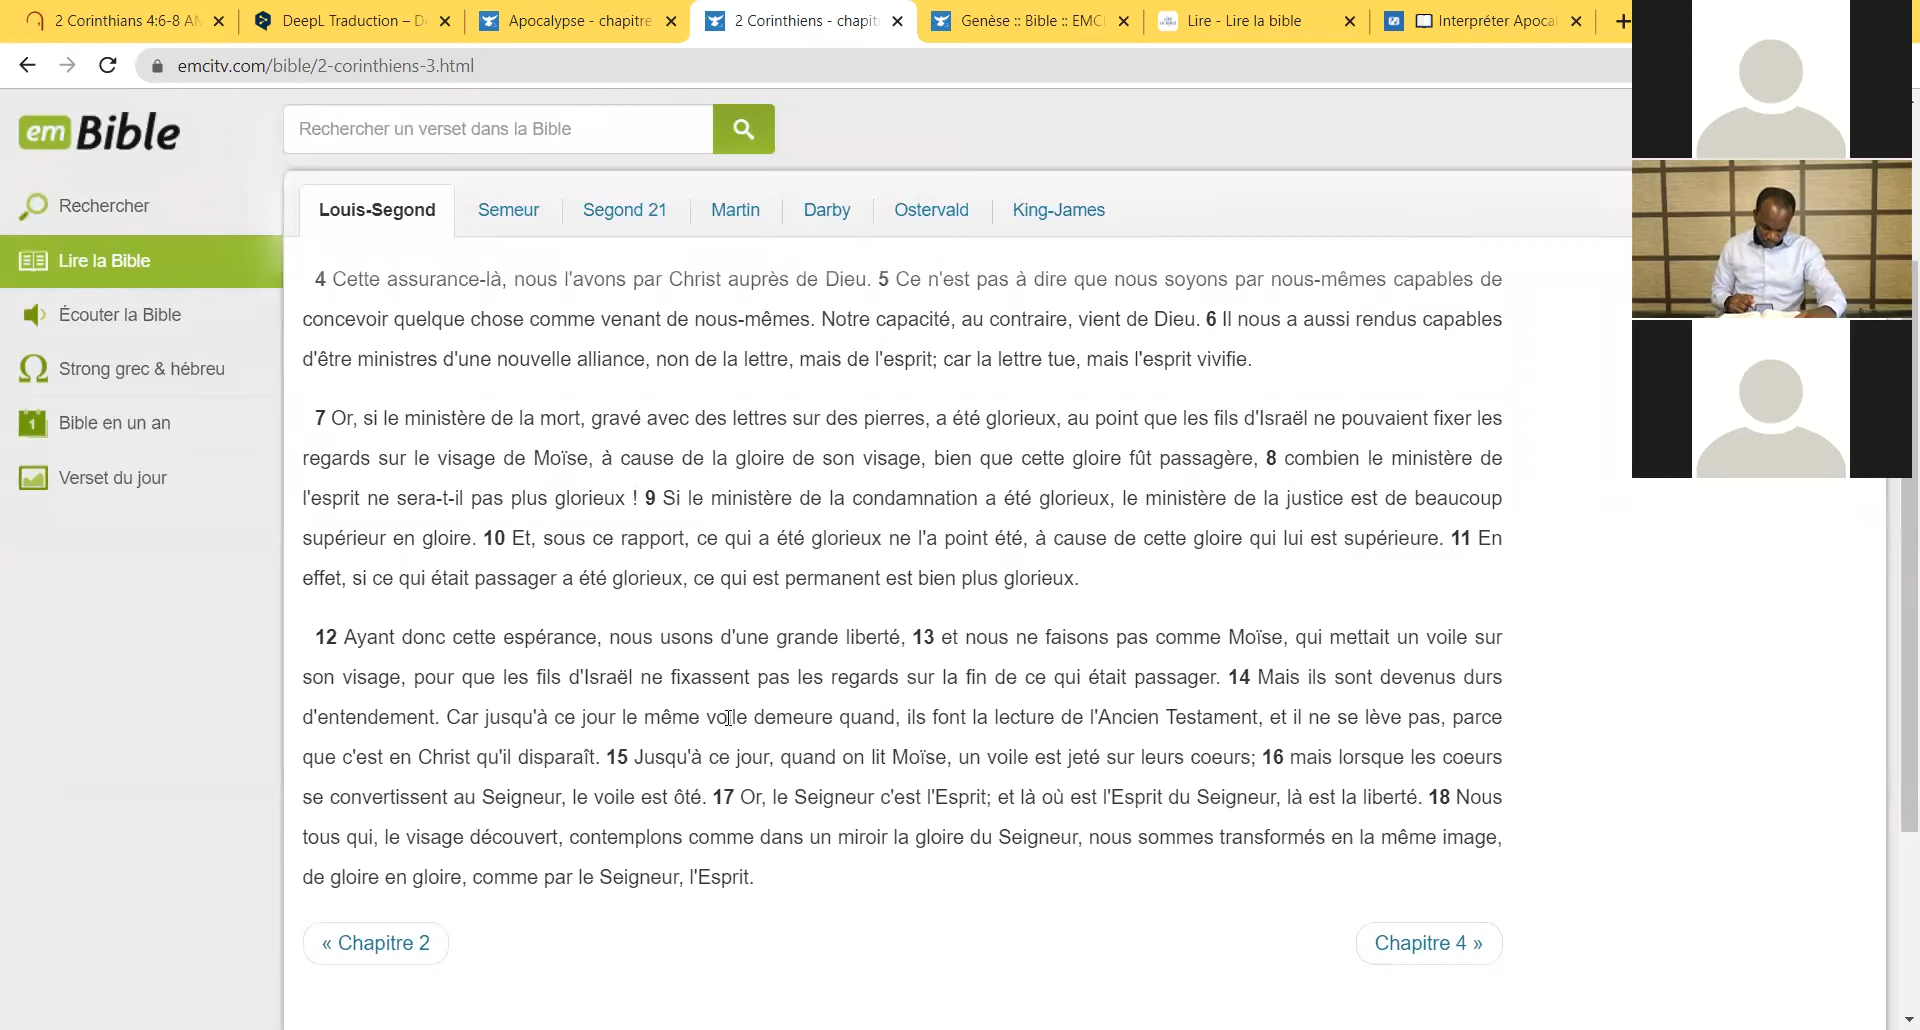 2 Corinthians 4:6-8 AM
DeepL Traduction – De
Apocalypse - chapitre
2 Corinthiens - chapit
Genèse :: Bible :: EMCI
Lire - Lire la bible
Interpréter Apocal
emcitv.com/bible/2-corinthiens-3.html
em Bible
Rechercher un verset dans la Bible
Rechercher
Lire la Bible
Écouter la Bible
Strong grec & hébreu
1
Bible en un an
Verset du jour
Louis-Segond
Semeur
Segond 21
Martin
Darby
Ostervald
King-James
4 Cette assurance-là, nous l'avons par Christ auprès de Dieu. 5 Ce n'est pas à dire que nous soyons par nous-mêmes capables de
concevoir quelque chose comme venant de nous-mêmes. Notre capacité, au contraire, vient de Dieu. 6 Il nous a aussi rendus capables
d'être ministres d'une nouvelle alliance, non de la lettre, mais de l'esprit; car la lettre tue, mais l'esprit vivifie.
7 Or, si le ministère de la mort, gravé avec des lettres sur des pierres, a été glorieux, au point que les fils d'Israël ne pouvaient fixer les
regards sur le visage de Moïse, à cause de la gloire de son visage, bien que cette gloire fût passagère, 8 combien le ministère de
l'esprit ne sera-t-il pas plus glorieux ! 9 Si le ministère de la condamnation a été glorieux, le ministère de la justice est de beaucoup
supérieur en gloire. 10 Et, sous ce rapport, ce qui a été glorieux ne l'a point été, à cause de cette gloire qui lui est supérieure. 11 En
effet, si ce qui était passager a été glorieux, ce qui est permanent est bien plus glorieux.
12 Ayant donc cette espérance, nous usons d'une grande liberté, 13 et nous ne faisons pas comme Moïse, qui mettait un voile sur
son visage, pour que les fils d'Israël ne fixassent pas les regards sur la fin de ce qui était passager. 14 Mais ils sont devenus durs
d'entendement. Car jusqu'à ce jour le même voile demeure quand, ils font la lecture de l'Ancien Testament, et il ne se lève pas, parce
que c'est en Christ qu'il disparaît. 15 Jusqu'à ce jour, quand on lit Moïse, un voile est jeté sur leurs coeurs; 16 mais lorsque les coeurs
se convertissent au Seigneur, le voile est ôté. 17 Or, le Seigneur c'est l'Esprit; et là où est l'Esprit du Seigneur, là est la liberté. 18 Nous
tous qui, le visage découvert, contemplons comme dans un miroir la gloire du Seigneur, nous sommes transformés en la même image,
de gloire en gloire, comme par le Seigneur, l'Esprit.
« Chapitre 2
Chapitre 4 »